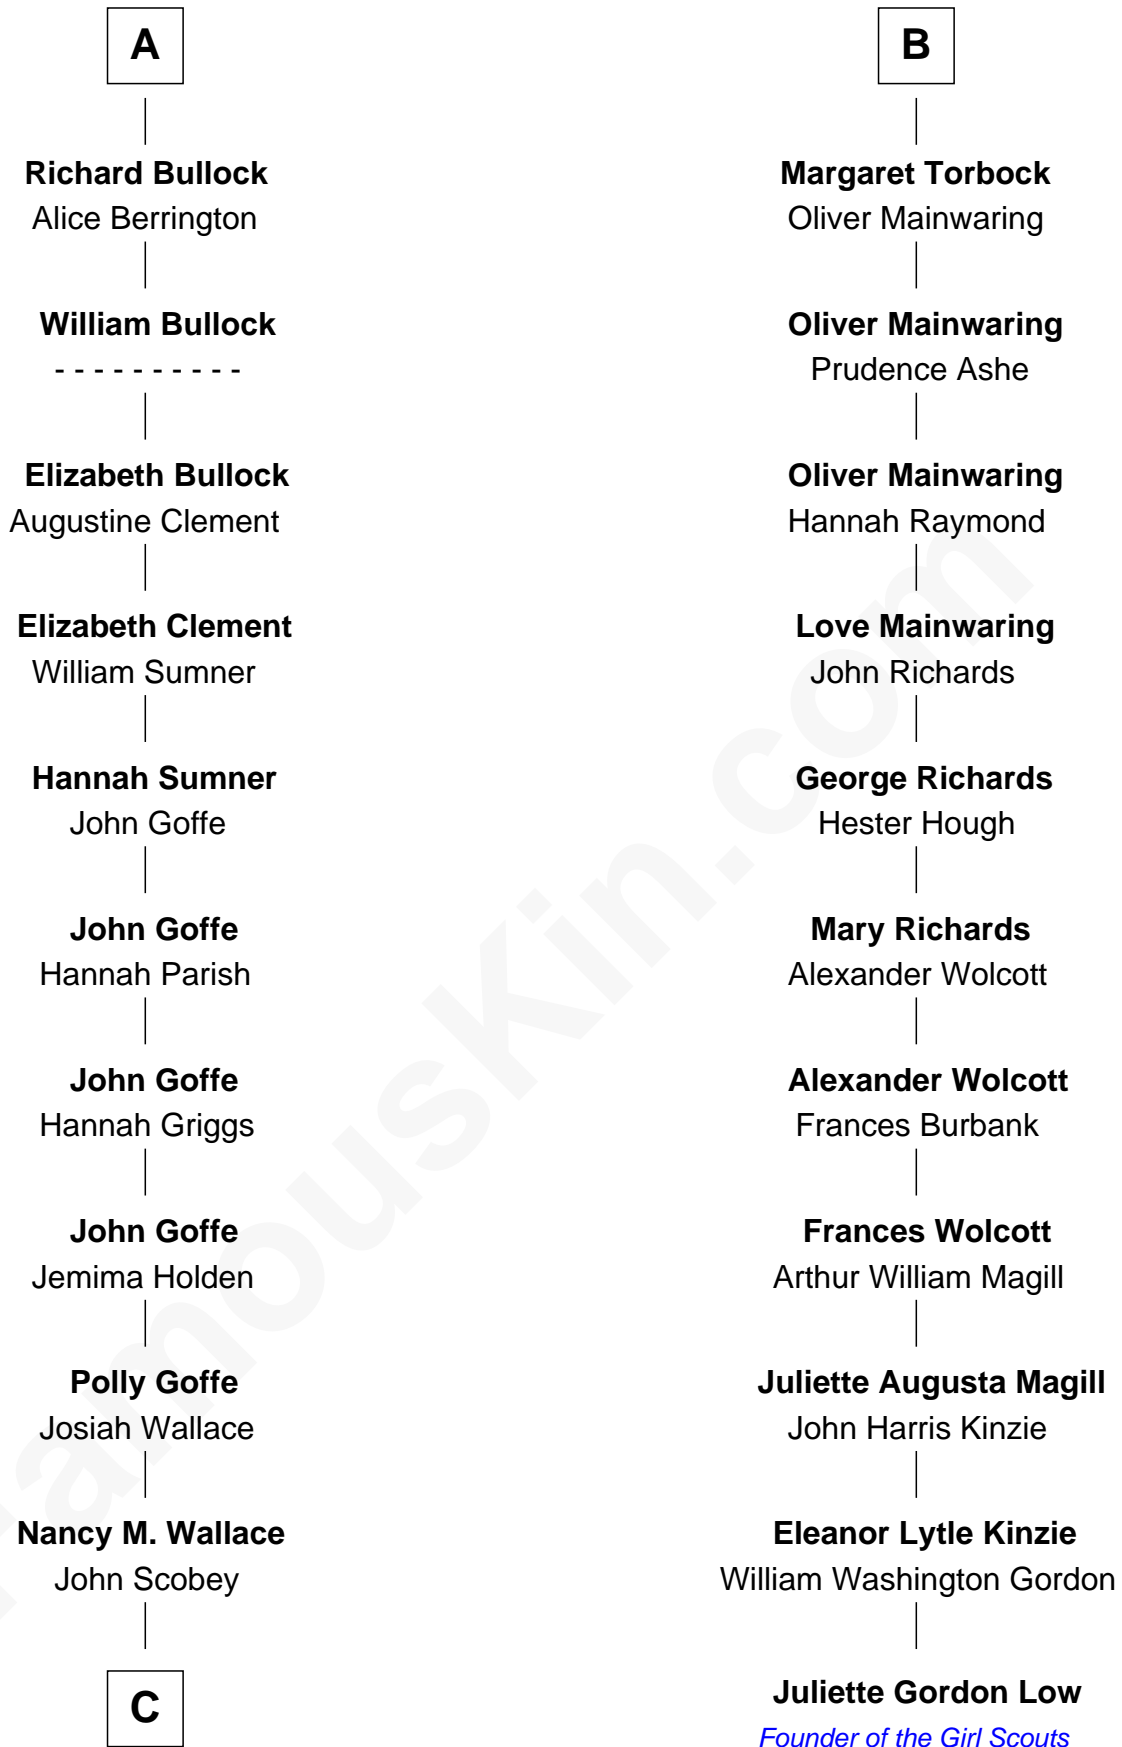 A
Richard Bullock
Alice Berrington
William Bullock
- - - - - - - - - -
Elizabeth Bullock
Augustine Clement
Elizabeth Clement
William Sumner
Hannah Sumner
John Goffe
John Goffe
Hannah Parish
John Goffe
Hannah Griggs
John Goffe
Jemima Holden
Polly Goffe
Josiah Wallace
Nancy M. Wallace
John Scobey
C
B
Margaret Torbock
Oliver Mainwaring
Oliver Mainwaring
Prudence Ashe
Oliver Mainwaring
Hannah Raymond
Love Mainwaring
John Richards
George Richards
Hester Hough
Mary Richards
Alexander Wolcott
Alexander Wolcott
Frances Burbank
Frances Wolcott
Arthur William Magill
Juliette Augusta Magill
John Harris Kinzie
Eleanor Lytle Kinzie
William Washington Gordon
Juliette Gordon Low
Founder of the Girl Scouts
FamousKin.com